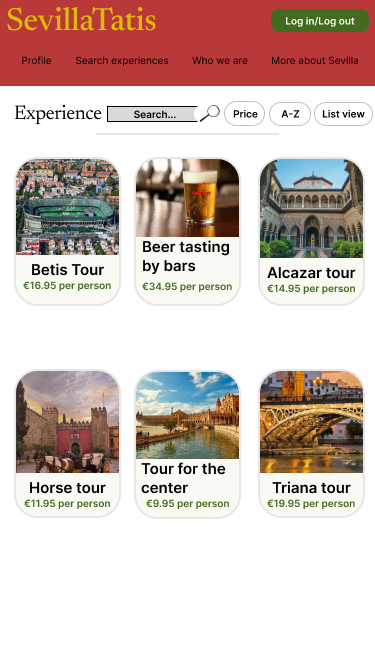 SevillaTatis
Log in/Log out
Profile
Search experiences
Who we are
More about Sevilla
Experience
Search...
Price
A-Z
List view
Betis Tour
€16.95 per person
Beer tasting
by bars
€34.95 per person
Alcazar tour
€14.95 per person
Horse tour
€11.95 per person
Tour for the
center
€9.95 per person
Triana tour
€19.95 per person